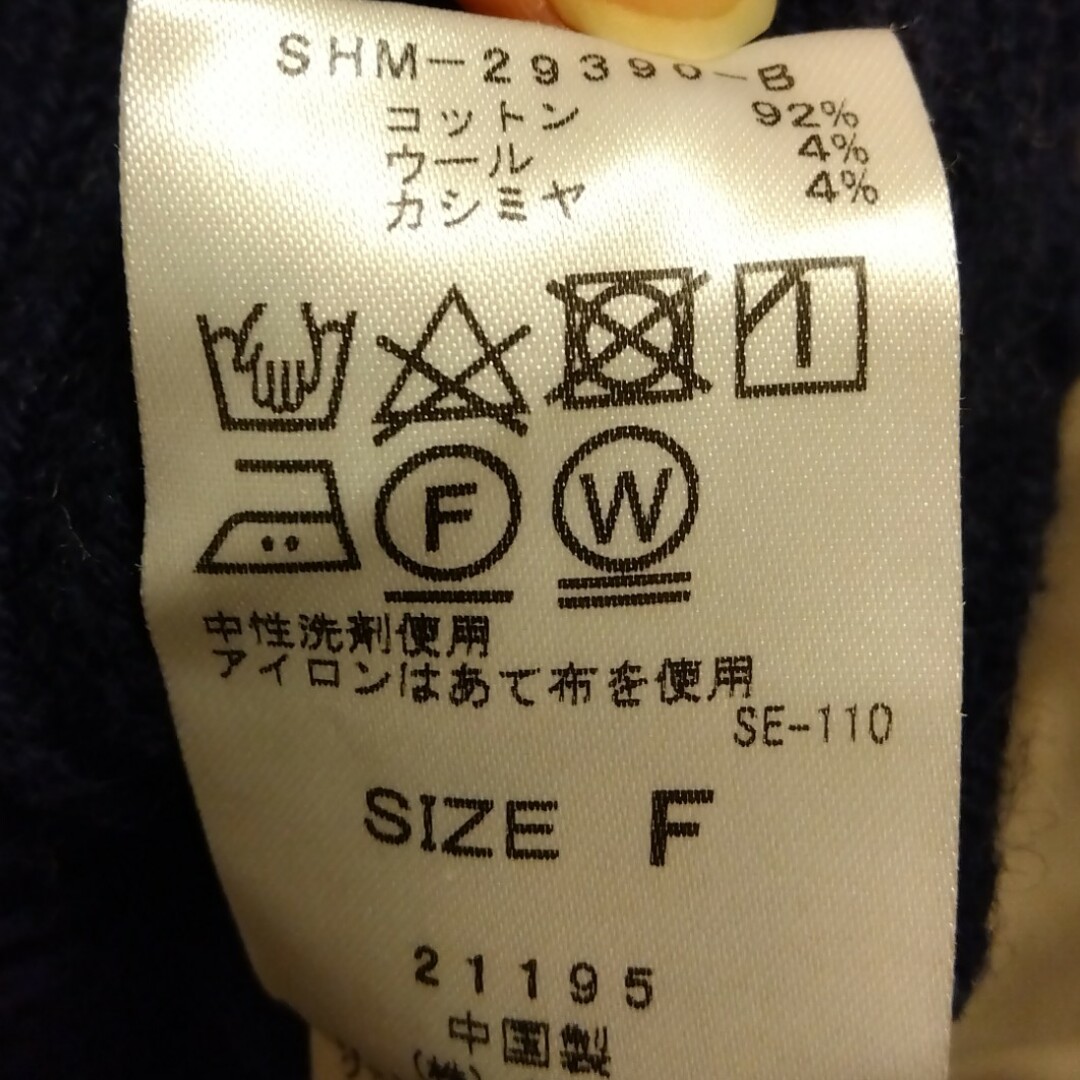 SHM-29390-B
コットン 92%
ウール 4%
カシミヤ 4%
F W
中性洗剤使用
アイロンはあて布を使用
SE-110
SIZE F
21195
中国製
(株)